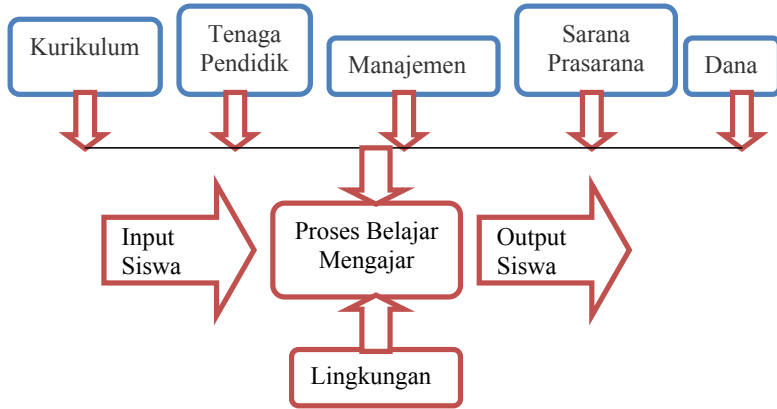 Kurikulum
Tenaga
Pendidik
Manajemen
Sarana
Prasarana
Dana
Input
Siswa
Proses Belajar
Mengajar
Output
Siswa
Lingkungan